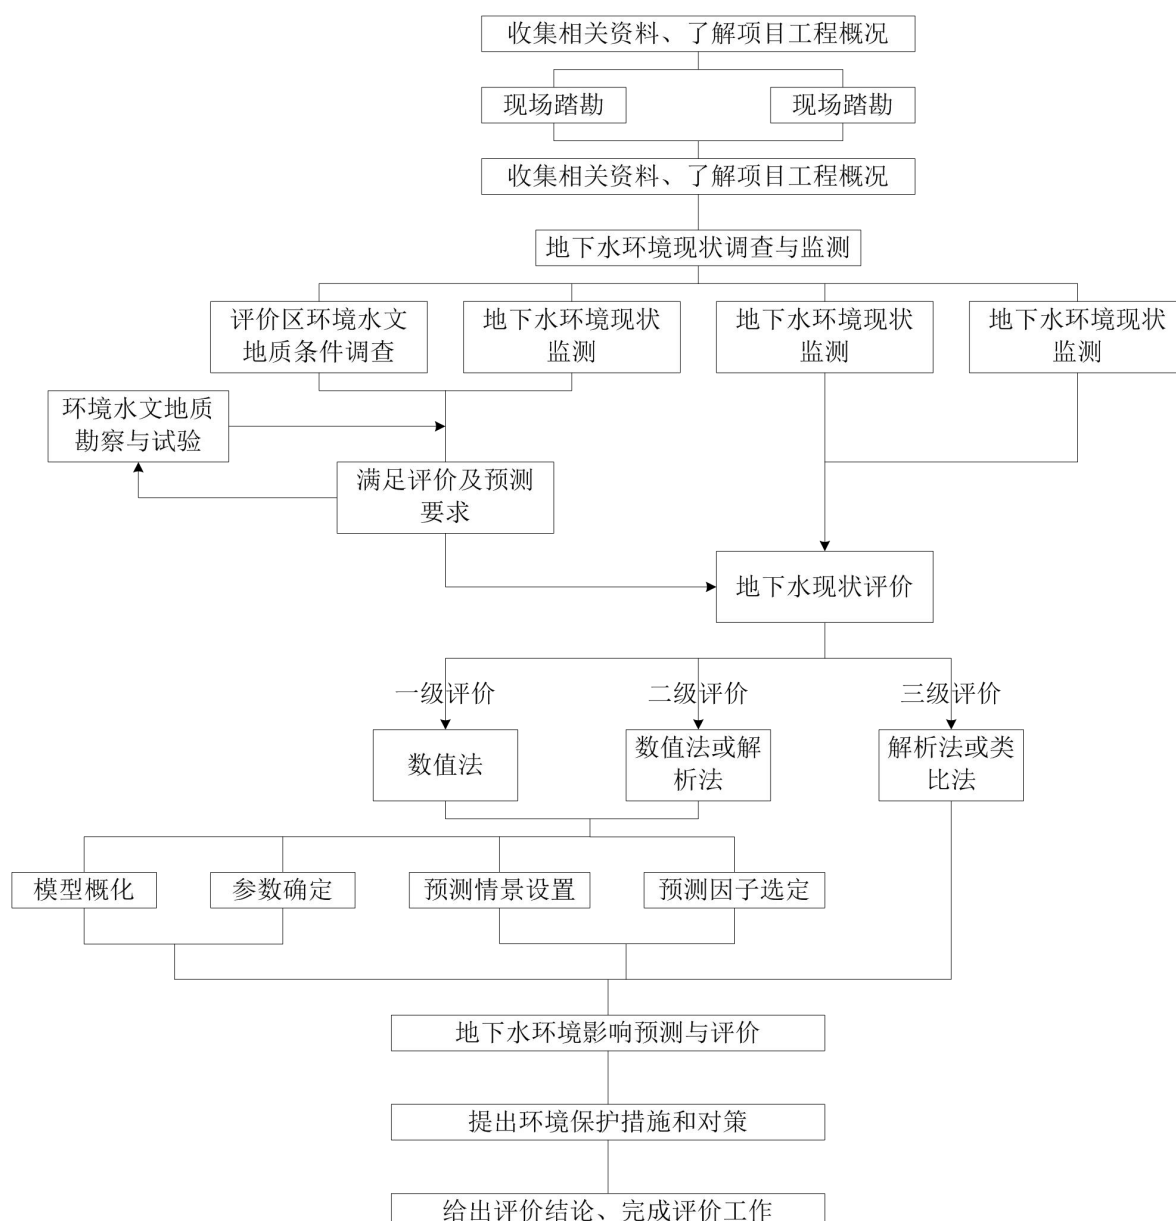 收集相关资料、了解项目工程概况
现场踏勘
现场踏勘
收集相关资料、了解项目工程概况
地下水环境现状调查与监测
评价区环境水文
地质条件调查
地下水环境现状
监测
地下水环境现状
监测
地下水环境现状
监测
环境水文地质
勘察与试验
满足评价及预测
要求
地下水现状评价
一级评价
二级评价
三级评价
数值法
数值法或解
析法
解析法或类
比法
模型概化
参数确定
预测情景设置
预测因子选定
地下水环境影响预测与评价
提出环境保护措施和对策
给出评价结论、完成评价工作